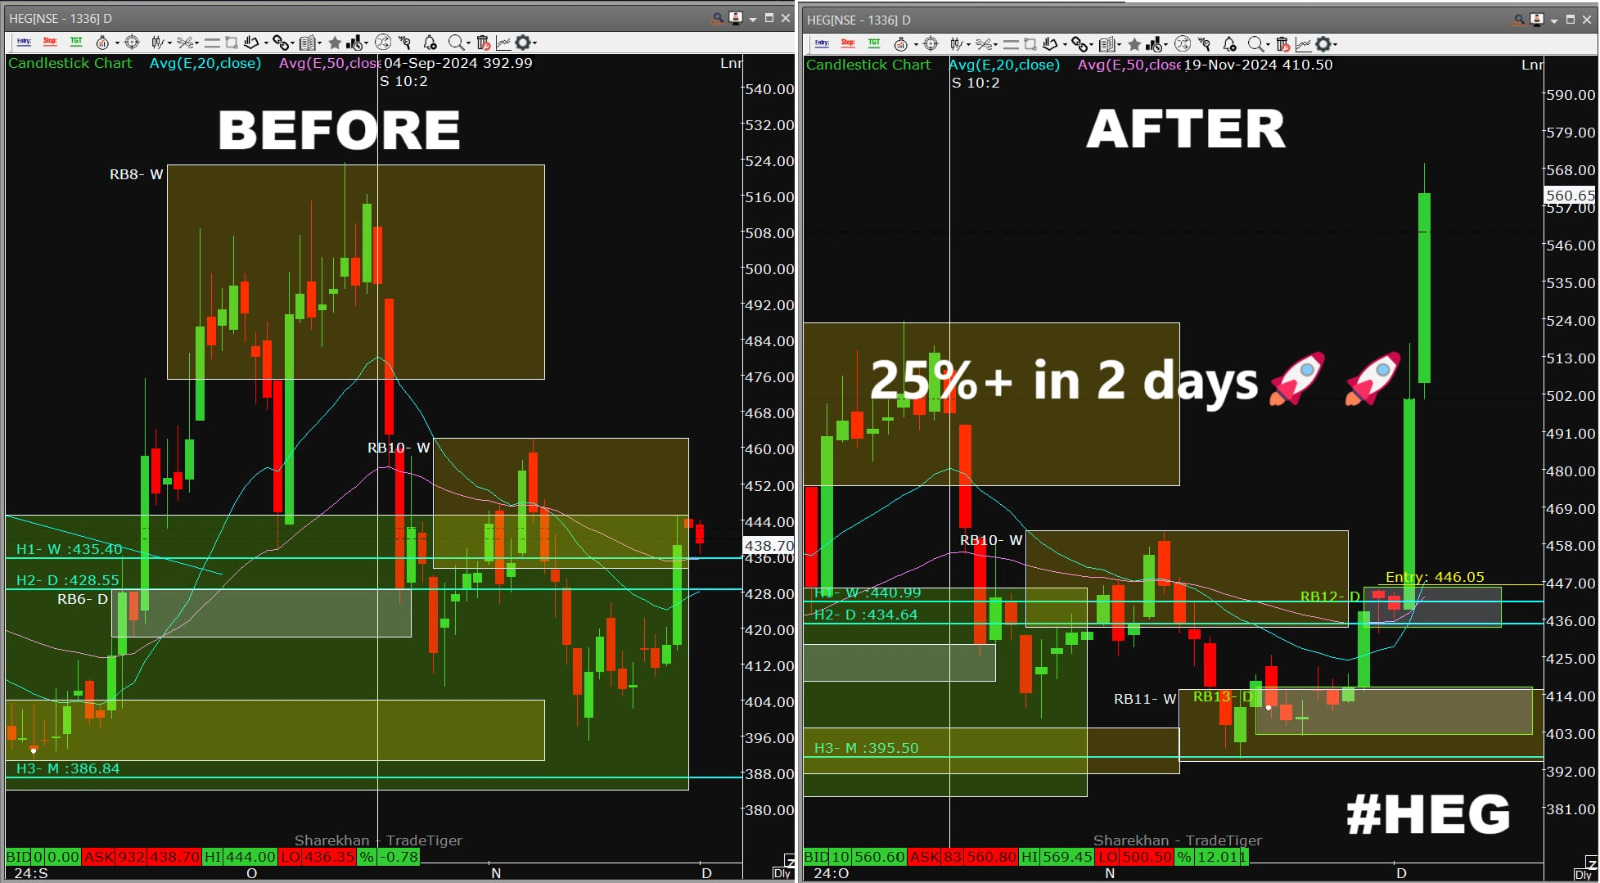 HEG[NSE - 1336] D
Entry: Stop: TGT
Candlestick Chart Avg(E,20,close) Avg(E,50,close 04-Sep-2024 392.99 Lnr
S 10:2
BEFORE
RB8- W
RB10- W
H1- W :435.40
H2- D :428.55
RB6- D
H3- M :386.84
540.00
532.00
524.00
516.00
508.00
500.00
492.00
484.00
476.00
468.00
460.00
452.00
444.00
438.70
436.00
428.00
420.00
412.00
404.00
396.00
388.00
380.00
Sharekhan - TradeTiger
BID 0 0.00 ASK 932 438.70 HI 444.00 LO 436.35 % -0.78
Z
24:S O N D Dly
HEG[NSE - 1336] D
Entry: Stop: TGT
Candlestick Chart Avg(E,20,close) Avg(E,50,close 19-Nov-2024 410.50 Lnr
S 10:2
AFTER
25%+ in 2 days🚀 🚀
RB10- W
Entry: 446.05
RB12- D
H1- W :440.99
H2- D :434.64
RB11- W
RB13- D
H3- M :395.50
#HEG
590.00
579.00
568.00
560.65
557.00
546.00
535.00
524.00
513.00
502.00
491.00
480.00
469.00
458.00
447.00
436.00
425.00
414.00
403.00
392.00
381.00
Sharekhan - TradeTiger
BID 10 560.60 ASK 83 560.80 HI 569.45 LO 500.50 % 12.01
Z
24:O N D Dly